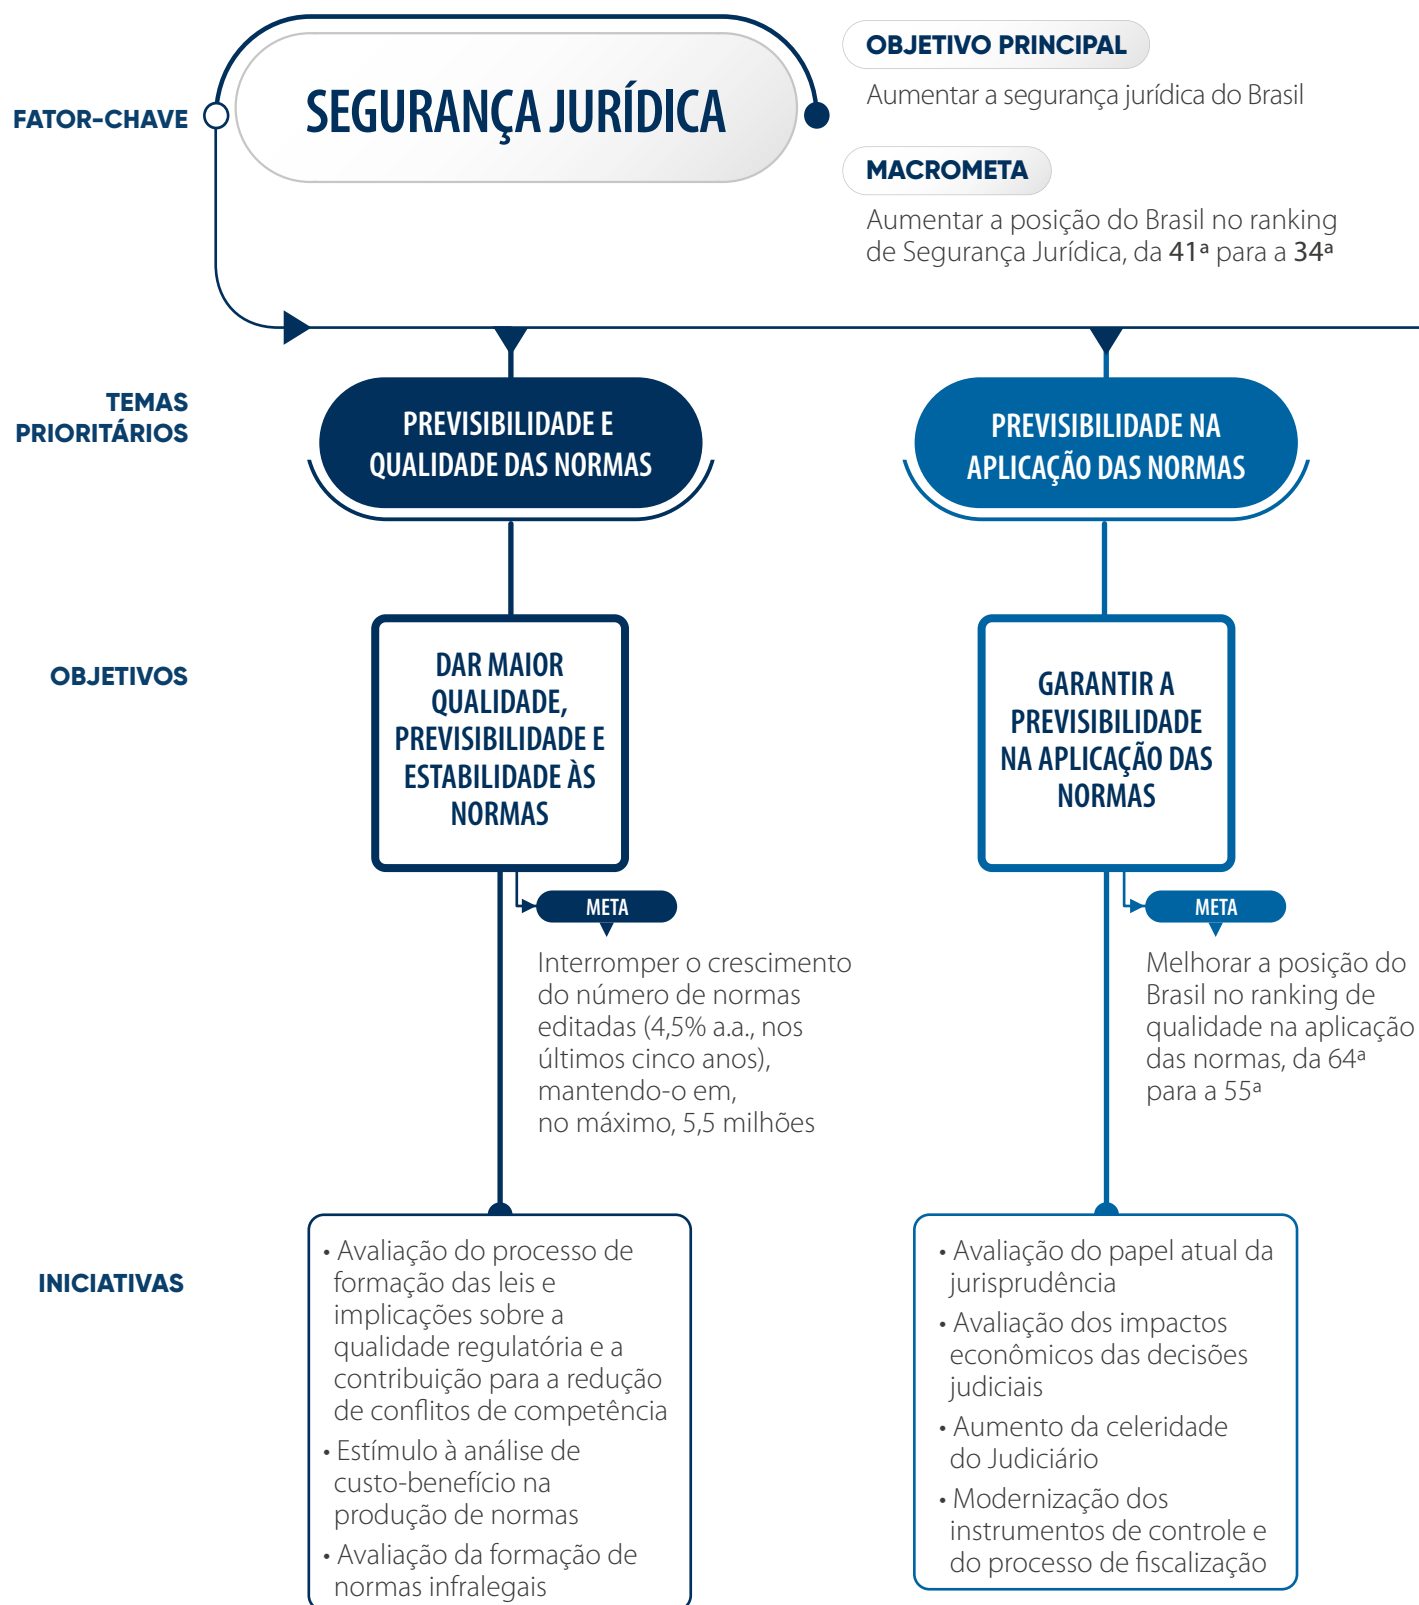 FATOR-CHAVE
SEGURANÇA JURÍDICA
OBJETIVO PRINCIPAL
Aumentar a segurança jurídica do Brasil
MACROMETA
Aumentar a posição do Brasil no ranking
de Segurança Jurídica, da 41ª para a 34ª
TEMAS
PRIORITÁRIOS
PREVISIBILIDADE E
QUALIDADE DAS NORMAS
PREVISIBILIDADE NA
APLICAÇÃO DAS NORMAS
OBJETIVOS
DAR MAIOR
QUALIDADE,
PREVISIBILIDADE E
ESTABILIDADE ÀS
NORMAS
GARANTIR A
PREVISIBILIDADE
NA APLICAÇÃO DAS
NORMAS
META
Interromper o crescimento
do número de normas
editadas (4,5% a.a., nos
últimos cinco anos),
mantendo-o em,
no máximo, 5,5 milhões
META
Melhorar a posição do
Brasil no ranking de
qualidade na aplicação
das normas, da 64ª
para a 55ª
INICIATIVAS
• Avaliação do processo de
formação das leis e
implicações sobre a
qualidade regulatória e a
contribuição para a redução
de conflitos de competência
• Estímulo à análise de
custo-benefício na
produção de normas
• Avaliação da formação de
normas infralegais
• Avaliação do papel atual da
jurisprudência
• Avaliação dos impactos
econômicos das decisões
judiciais
• Aumento da celeridade
do Judiciário
• Modernização dos
instrumentos de controle e
do processo de fiscalização